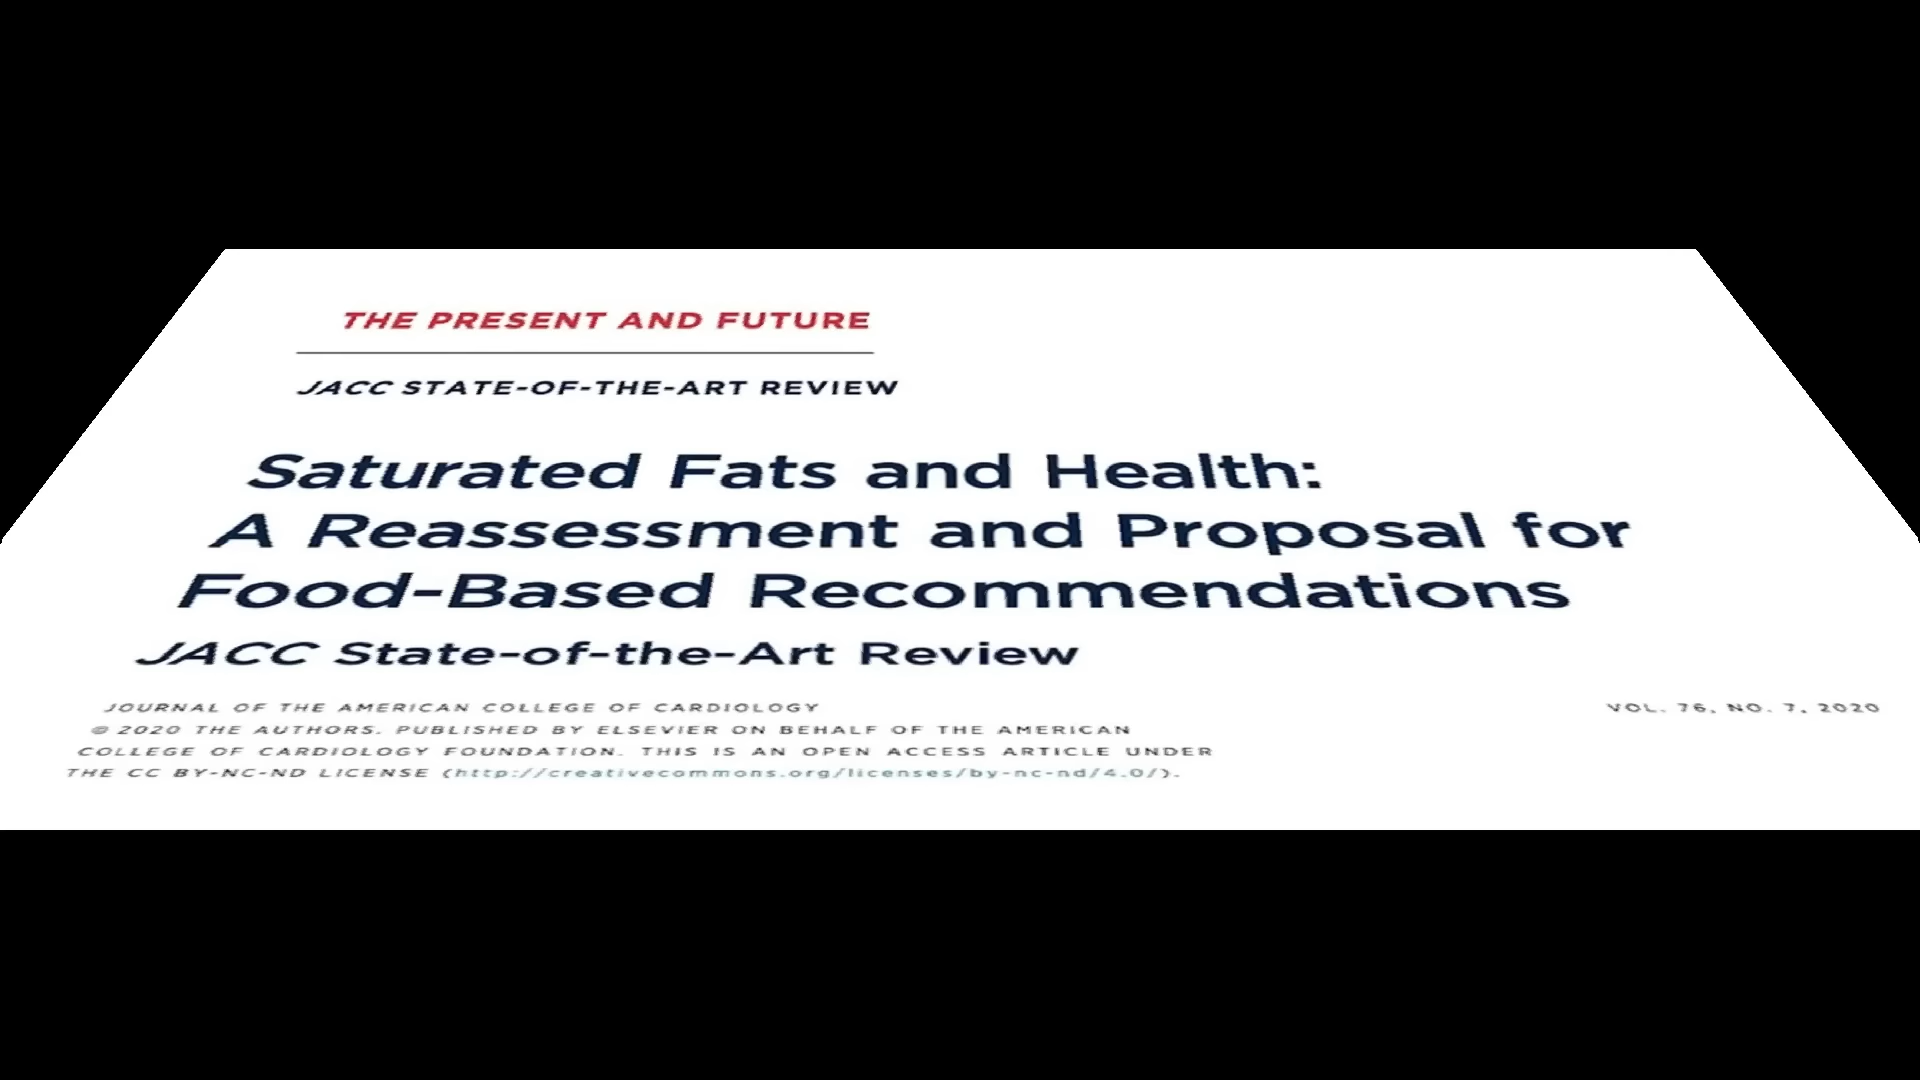 THE PRESENT AND FUTURE
JACC STATE-OF-THE-ART REVIEW
Saturated Fats and Health:
A Reassessment and Proposal for
Food-Based Recommendations
JACC State-of-the-Art Review
JOURNAL OF THE AMERICAN COLLEGE OF CARDIOLOGY
VOL. 76, NO. 7, 2020
© 2020 THE AUTHORS. PUBLISHED BY ELSEVIER ON BEHALF OF THE AMERICAN
COLLEGE OF CARDIOLOGY FOUNDATION. THIS IS AN OPEN ACCESS ARTICLE UNDER
THE CC BY-NC-ND LICENSE (http://creativecommons.org/licenses/by-nc-nd/4.0/).